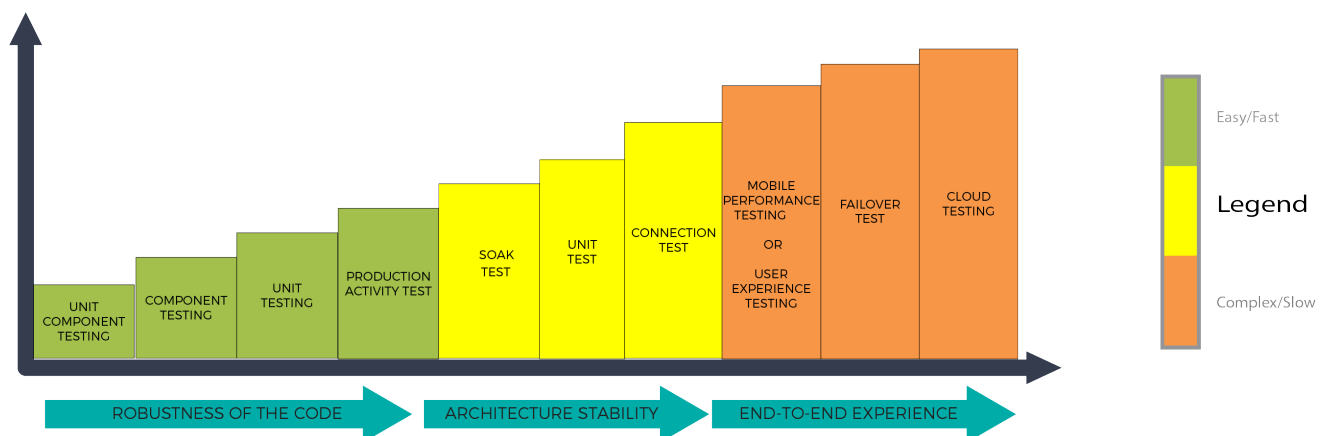 UNIT
COMPONENT
TESTING
COMPONENT
TESTING
UNIT
TESTING
PRODUCTION
ACTIVITY TEST
SOAK
TEST
UNIT
TEST
CONNECTION
TEST
MOBILE
PERFORMANCE
TESTING
OR
USER
EXPERIENCE
TESTING
FAILOVER
TEST
CLOUD
TESTING
Easy/Fast
Legend
Complex/Slow
ROBUSTNESS OF THE CODE
ARCHITECTURE STABILITY
END-TO-END EXPERIENCE